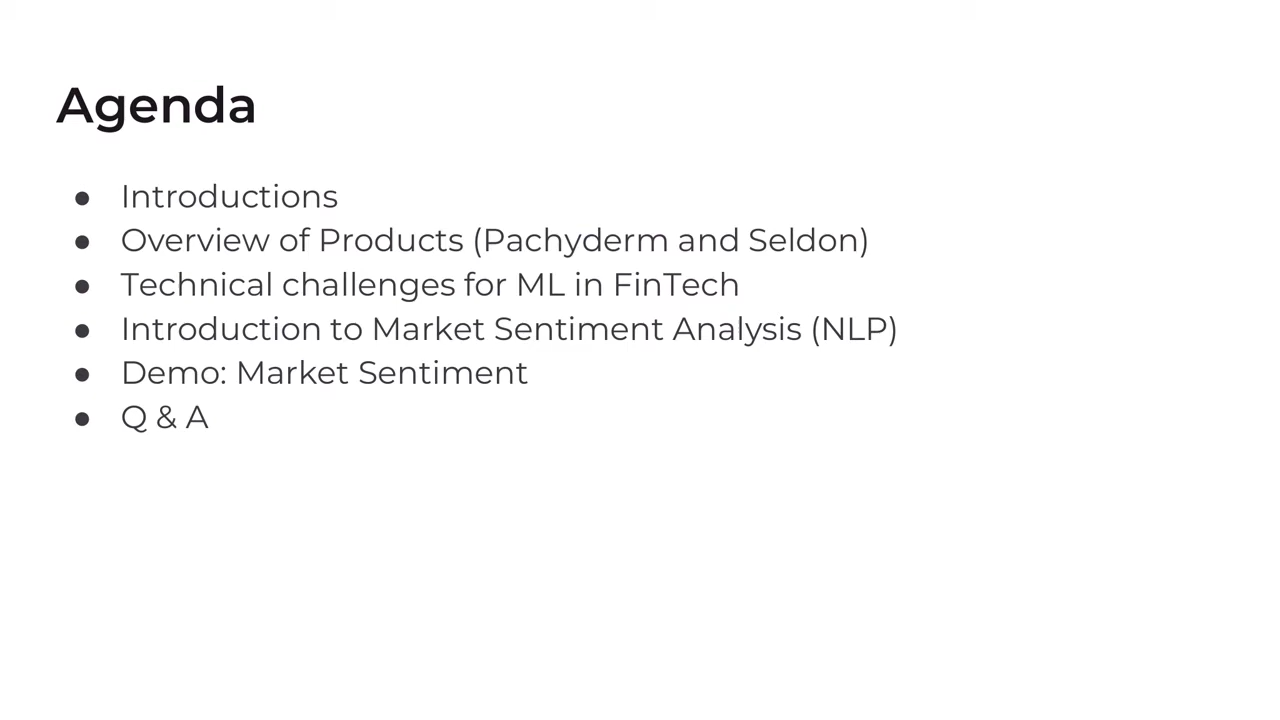 Agenda
● Introductions
● Overview of Products (Pachyderm and Seldon)
● Technical challenges for ML in FinTech
● Introduction to Market Sentiment Analysis (NLP)
● Demo: Market Sentiment
● Q & A